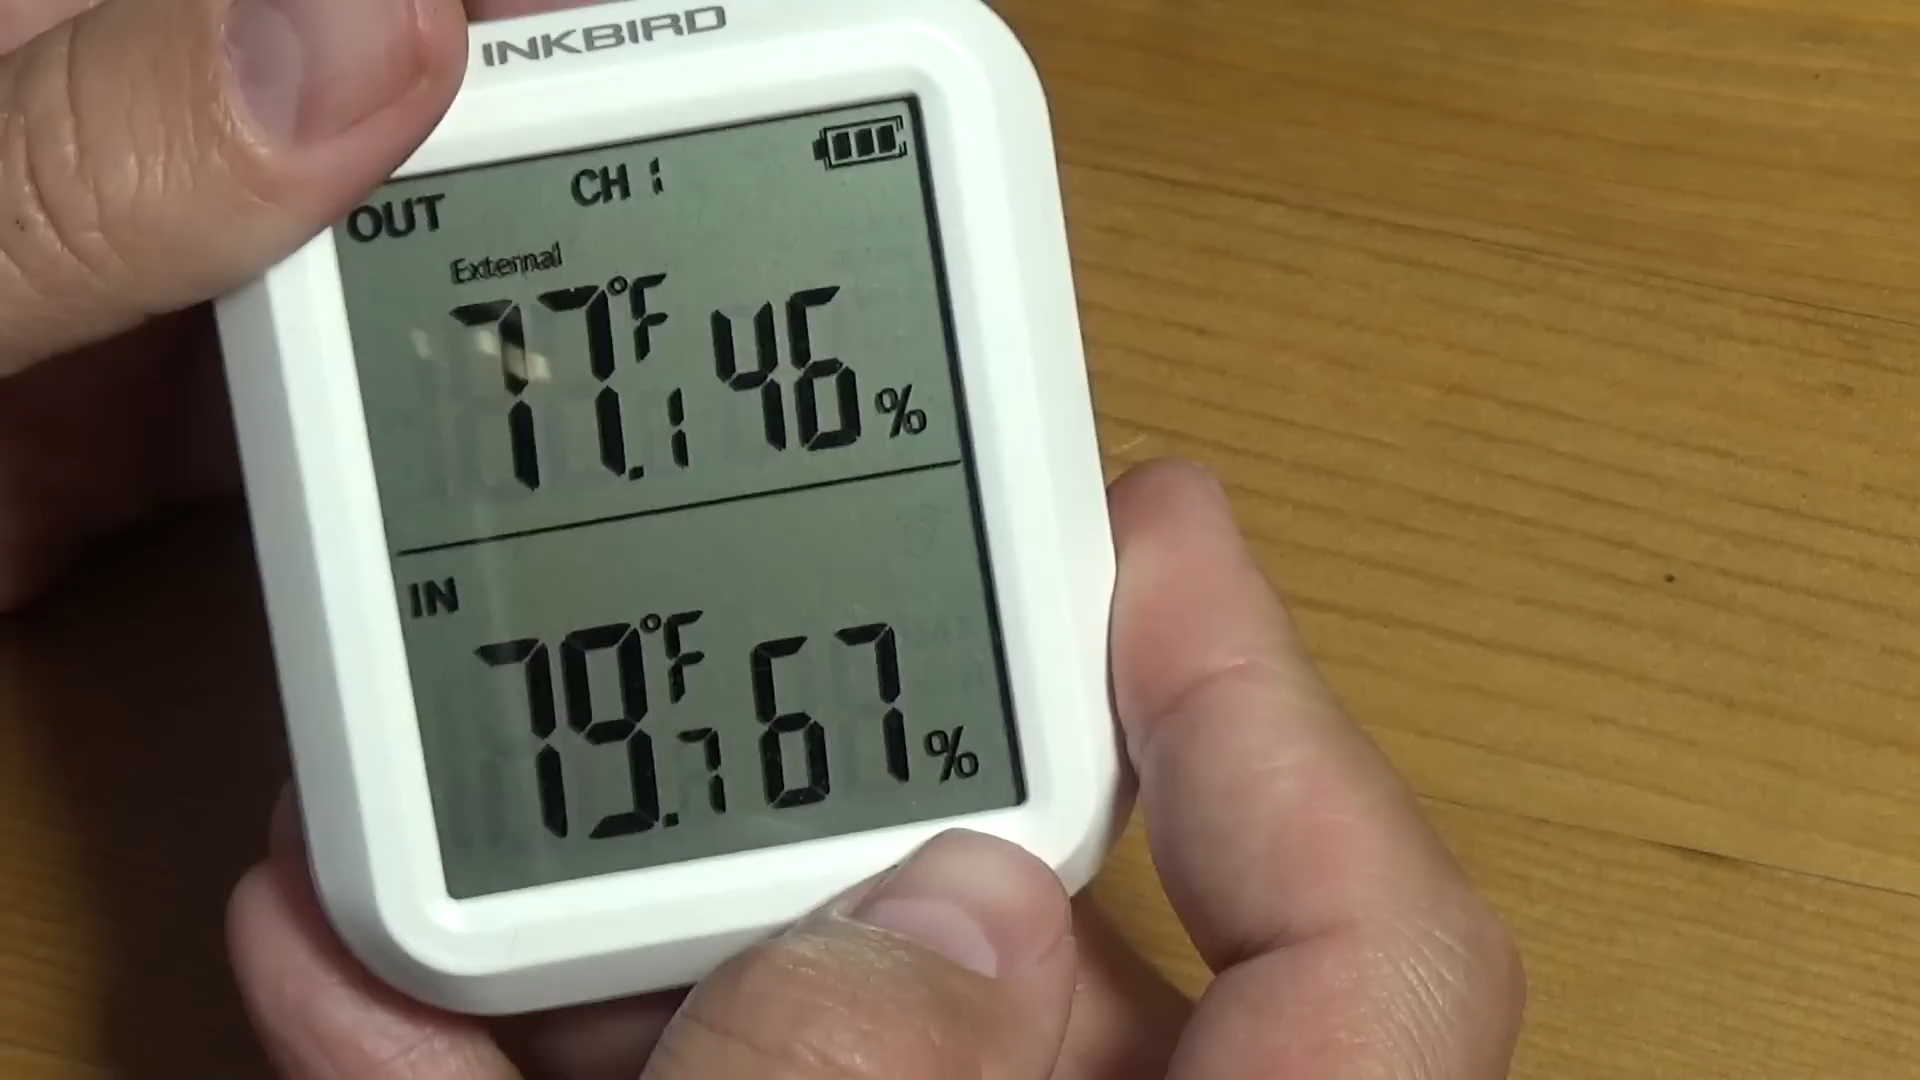 INKBIRD
OUT CH 1
External
77.1 °F 46 %
IN
79.7 °F 67 %